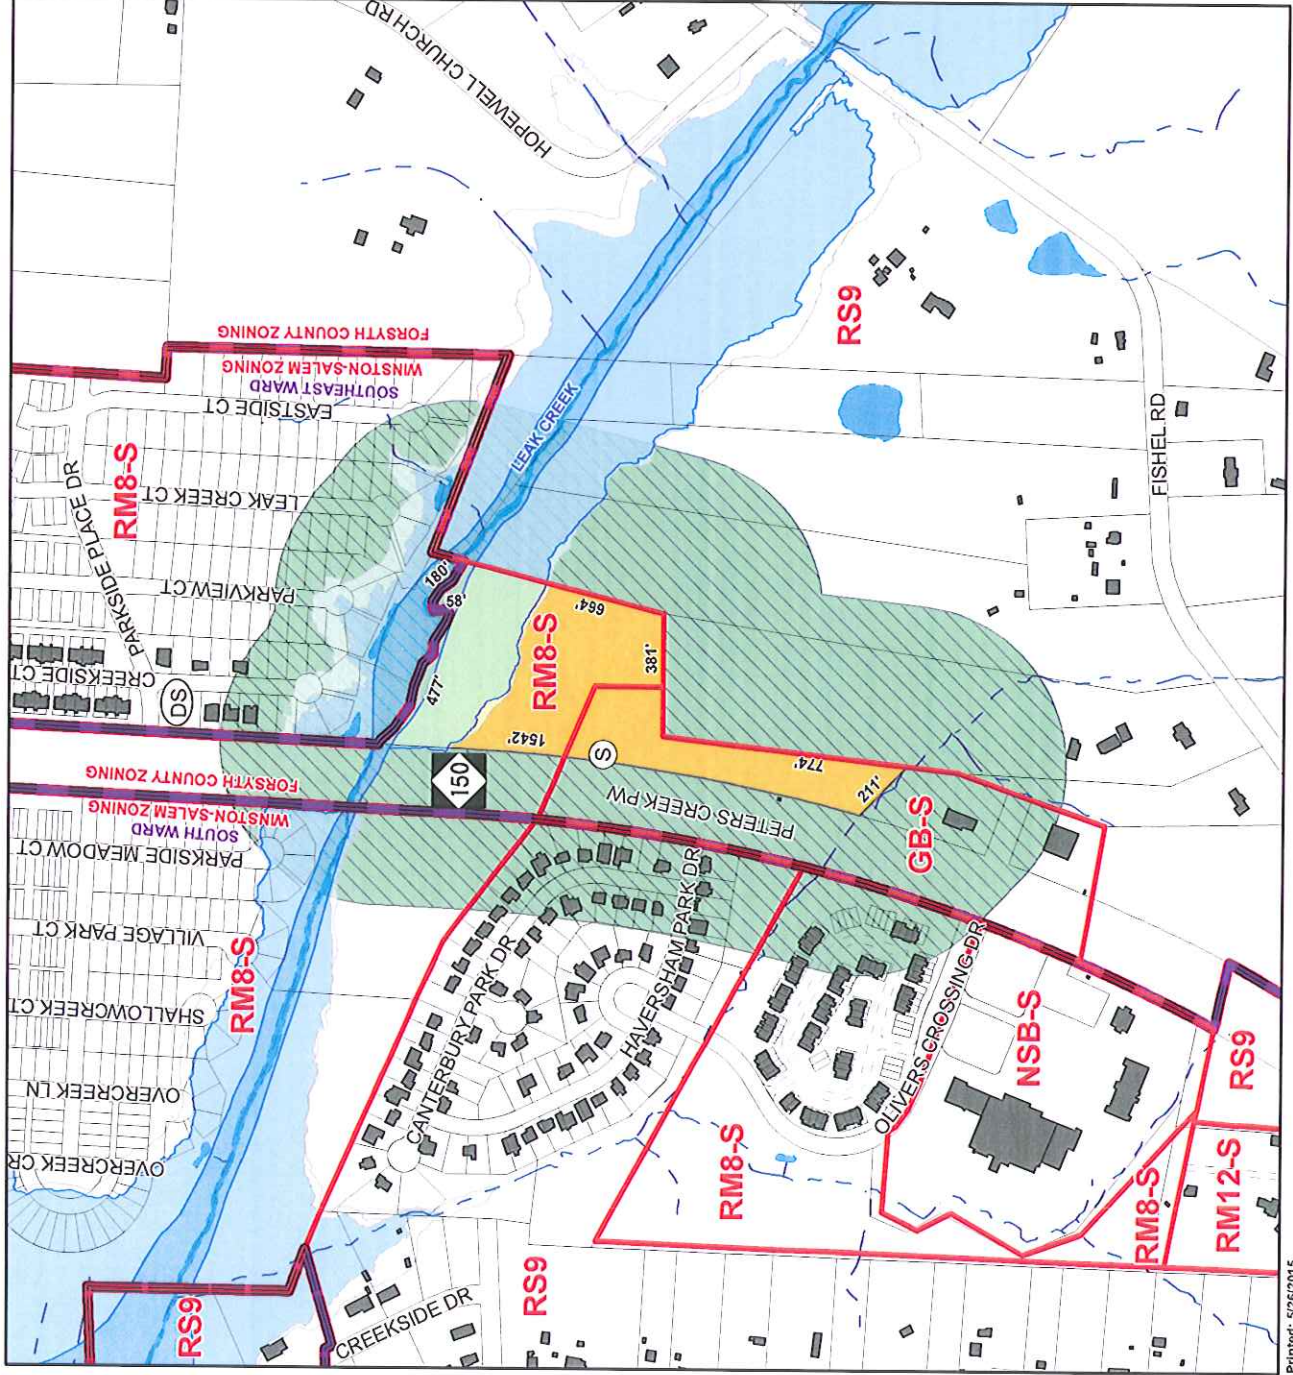 HOPEWELL CHURCH RD
FORSYTH COUNTY ZONING
WINSTON-SALEM ZONING
SOUTHEAST WARD
EASTSIDE CT
LEAK CREEK
RS9
FISHEL RD
RM8-S
PARKSIDE PLACE DR
LEAK CREEK CT
PARKVIEW CT
CREEKSIDE CT
DS
180'
58'
477'
664'
RM8-S
381'
1542'
S
774'
211'
150
PETERS CREEK PW
FORSYTH COUNTY ZONING
WINSTON-SALEM ZONING
SOUTH WARD
PARKSIDE MEADOW CT
VILLAGE PARK CT
SHALLOWCREEK CT
OVERCREEK LN
OVERCREEK CR
RM8-S
GB-S
CANTERBURY PARK DR
HAVERSHAM PARK DR
OLIVERS CROSSING DR
NSB-S
RS9
RM8-S
RM8-S
RM12-S
RS9
RS9
CREEKSIDE DR
Printed: 5/26/2015